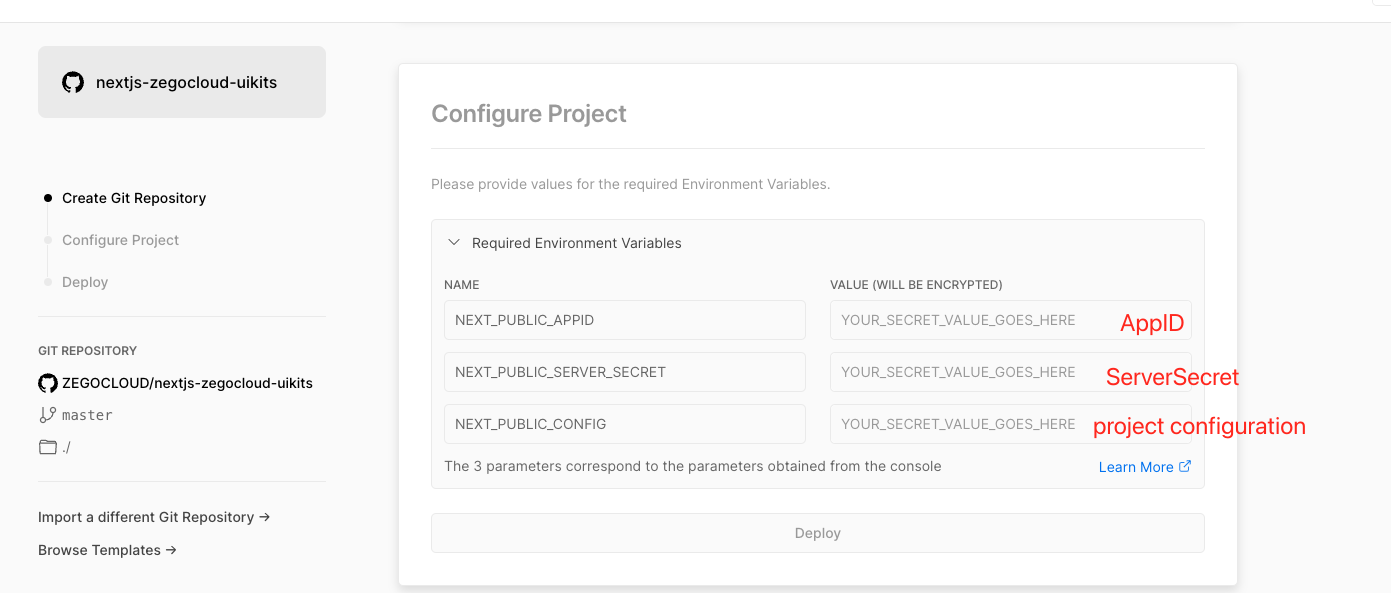 nextjs-zegocloud-uikits
Create Git Repository
Configure Project
Deploy
GIT REPOSITORY
ZEGOCLOUD/nextjs-zegocloud-uikits
master
./
Import a different Git Repository →
Browse Templates →
Configure Project
Please provide values for the required Environment Variables.
Required Environment Variables
NAME VALUE (WILL BE ENCRYPTED)
NEXT_PUBLIC_APPID YOUR_SECRET_VALUE_GOES_HERE AppID
NEXT_PUBLIC_SERVER_SECRET YOUR_SECRET_VALUE_GOES_HERE ServerSecret
NEXT_PUBLIC_CONFIG YOUR_SECRET_VALUE_GOES_HERE project configuration
The 3 parameters correspond to the parameters obtained from the console Learn More
Deploy